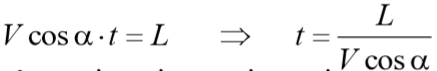 V cos α · t = L ⇒ t = L / (V cos α)